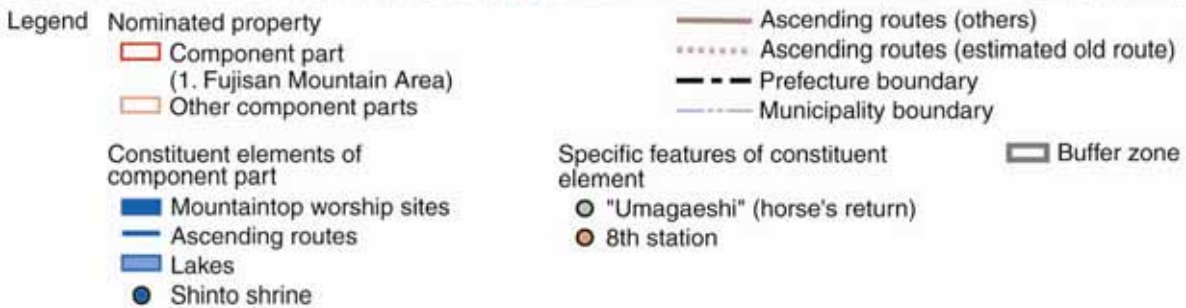 Legend
Nominated property
Component part
(1. Fujisan Mountain Area)
Other component parts
Constituent elements of
component part
Mountaintop worship sites
Ascending routes
Lakes
Shinto shrine
Ascending routes (others)
Ascending routes (estimated old route)
Prefecture boundary
Municipality boundary
Specific features of constituent
element
"Umagaeshi" (horse's return)
8th station
Buffer zone